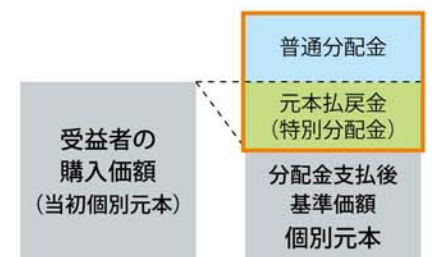 普通分配金
元本払戻金
（特別分配金）
受益者の
購入価額
（当初個別元本）
分配金支払後
基準価額
個別元本